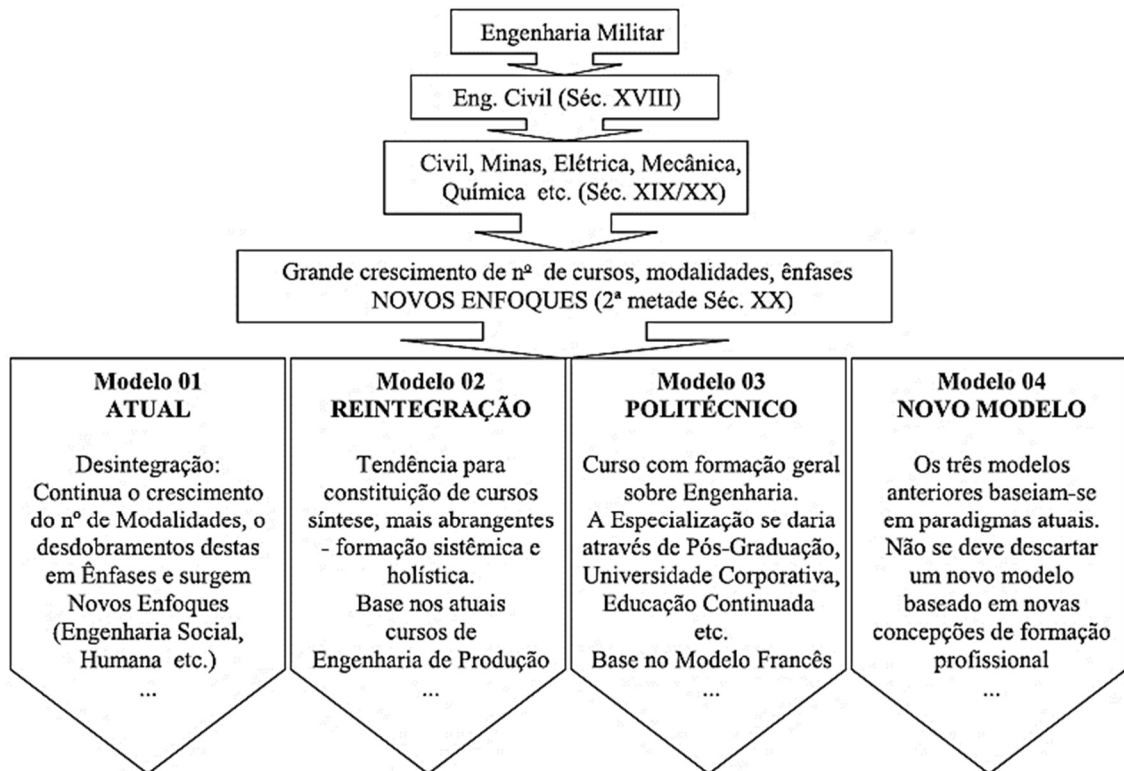 Engenharia Militar
Eng. Civil (Séc. XVIII)
Civil, Minas, Elétrica, Mecânica,
Química etc. (Séc. XIX/XX)
Grande crescimento de nº de cursos, modalidades, ênfases
NOVOS ENFOQUES (2ª metade Séc. XX)
Modelo 01
ATUAL
Desintegração:
Continua o crescimento
do nº de Modalidades, o
desdobramentos destas
em Ênfases e surgem
Novos Enfoques
(Engenharia Social,
Humana etc.)
...
Modelo 02
REINTEGRAÇÃO
Tendência para
constituição de cursos
síntese, mais abrangentes
- formação sistêmica e
holística.
Base nos atuais
cursos de
Engenharia de Produção
...
Modelo 03
POLITÉCNICO
Curso com formação geral
sobre Engenharia.
A Especialização se daria
através de Pós-Graduação,
Universidade Corporativa,
Educação Continuada
etc.
Base no Modelo Francês
...
Modelo 04
NOVO MODELO
Os três modelos
anteriores baseiam-se
em paradigmas atuais.
Não se deve descartar
um novo modelo
baseado em novas
concepções de formação
profissional
...